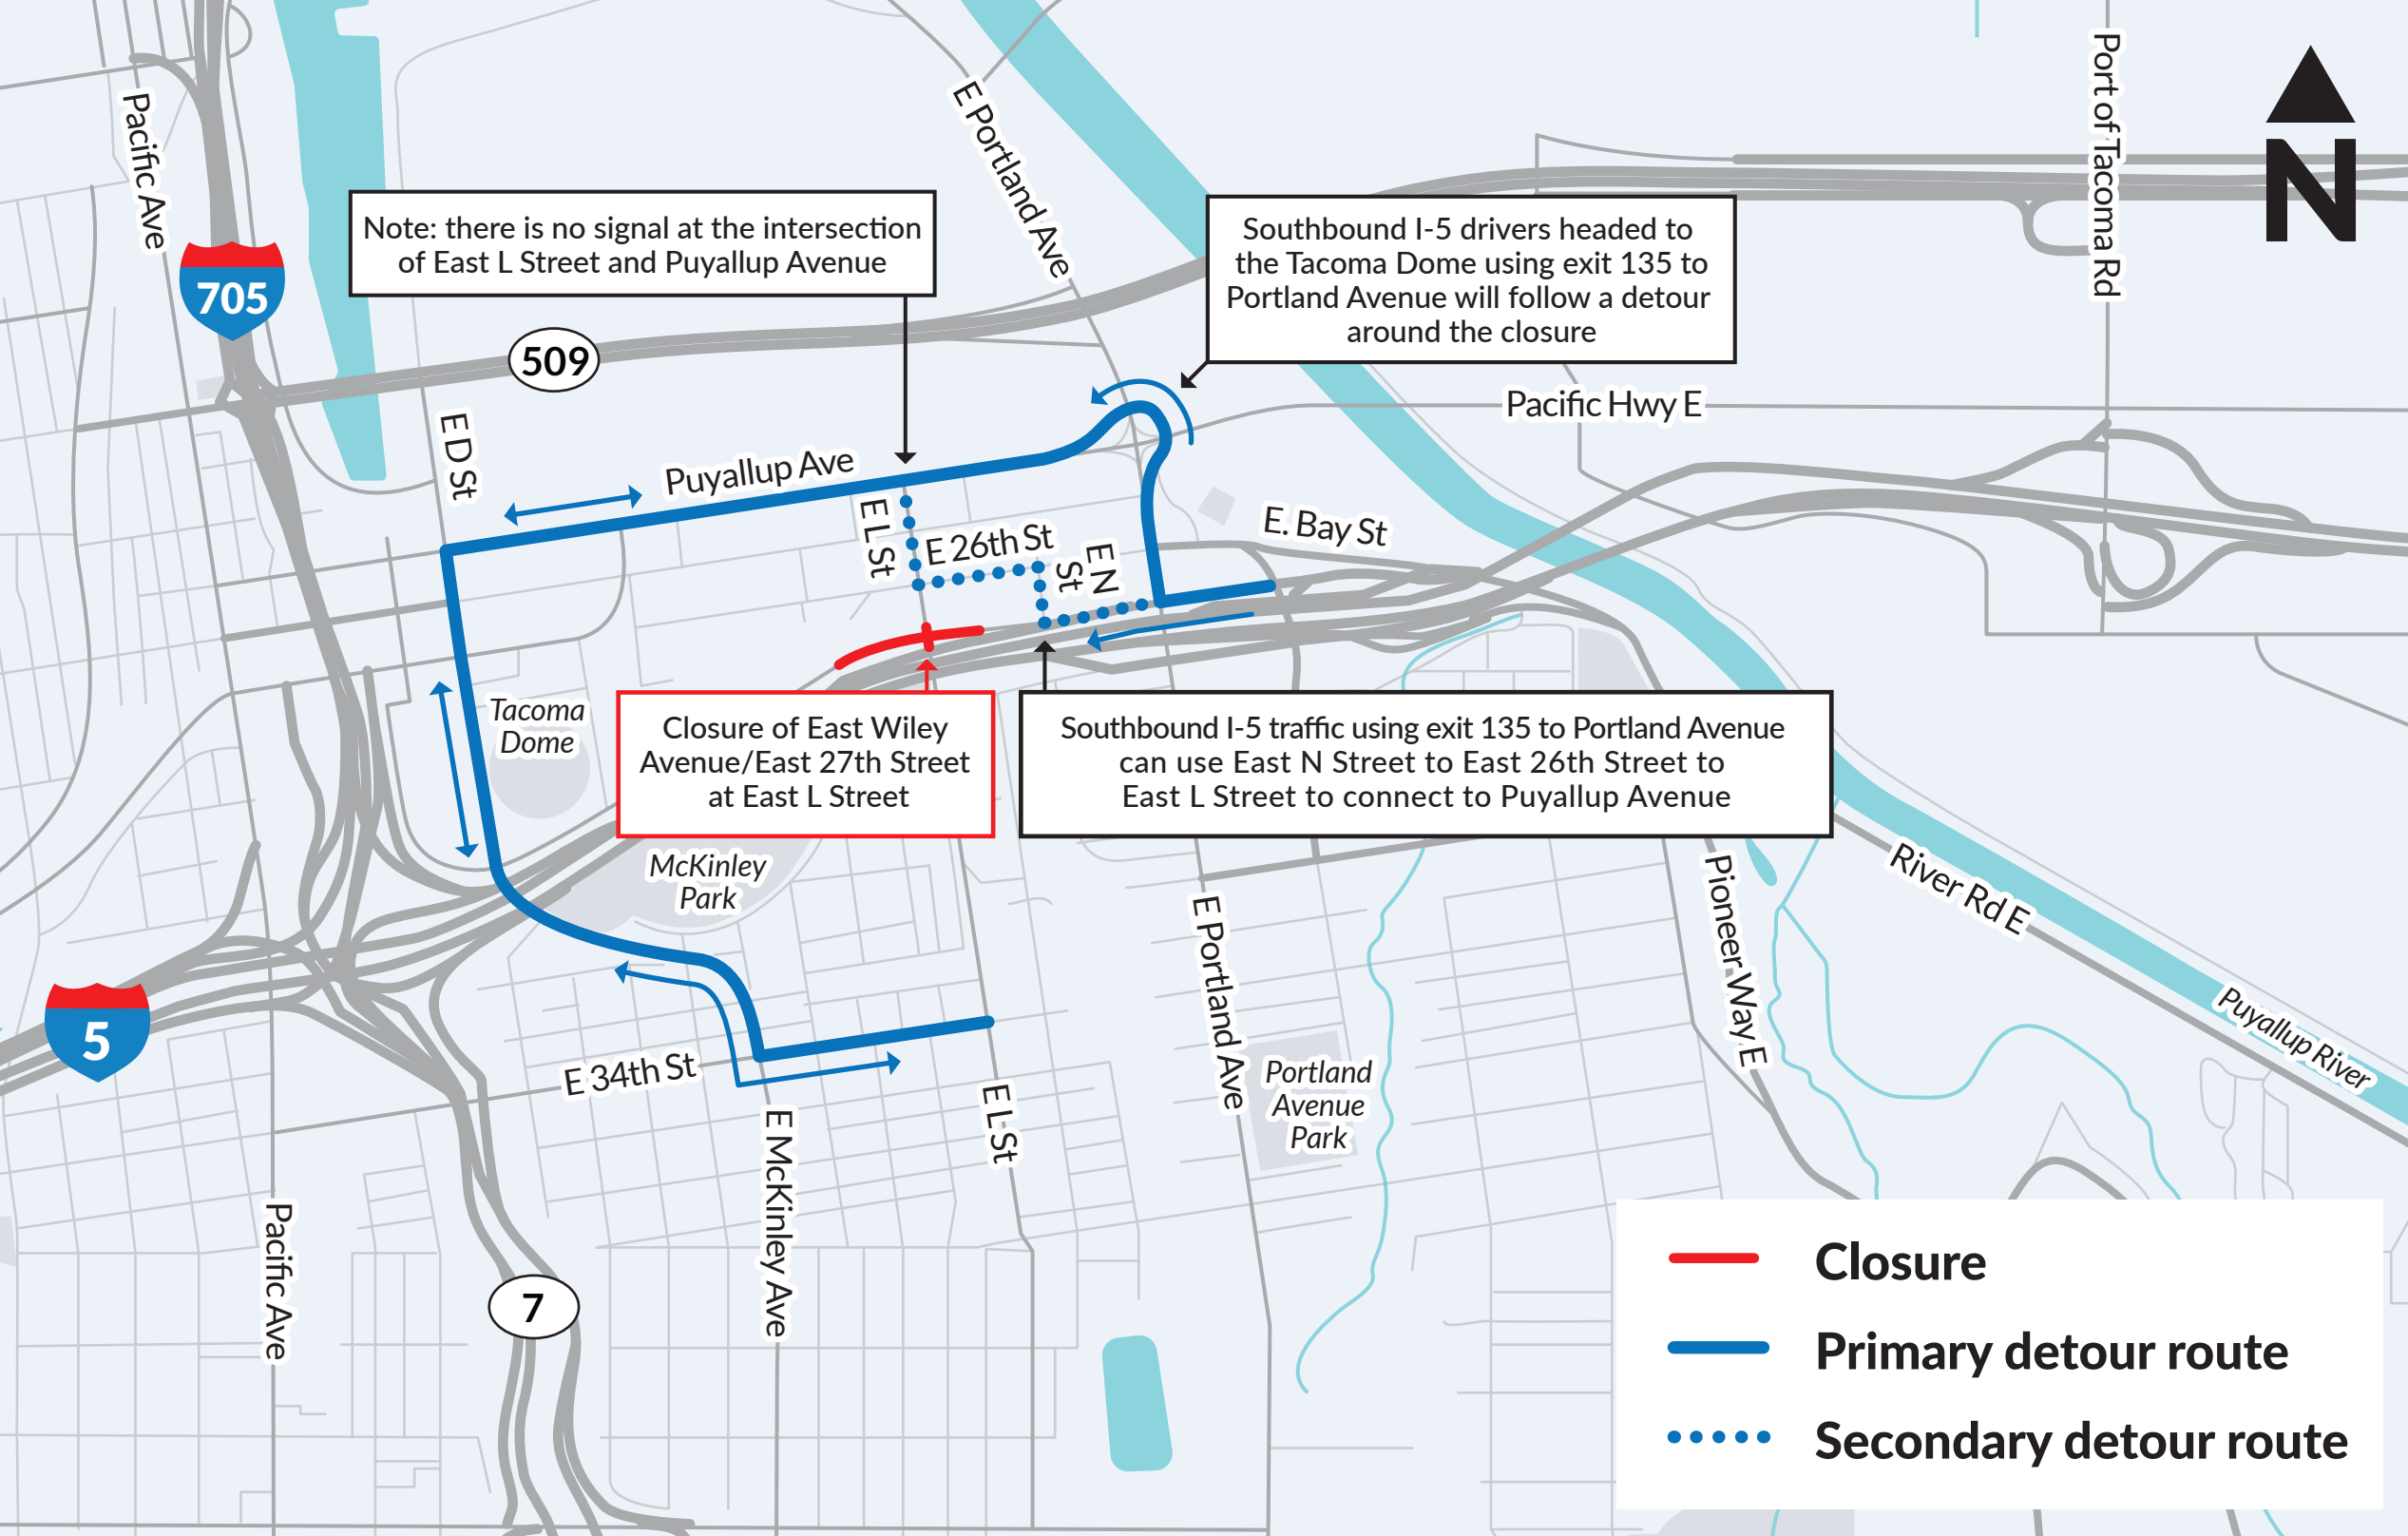 Pacific Ave
E Portland Ave
Port of Tacoma Rd
N
705
Note: there is no signal at the intersection
of East L Street and Puyallup Avenue
Southbound I-5 drivers headed to
the Tacoma Dome using exit 135 to
Portland Avenue will follow a detour
around the closure
509
Pacific Hwy E
E D St
Puyallup Ave
E L St
E 26th St
E N
St
E. Bay St
Tacoma
Dome
Closure of East Wiley
Avenue/East 27th Street
at East L Street
Southbound I-5 traffic using exit 135 to Portland Avenue
can use East N Street to East 26th Street to
East L Street to connect to Puyallup Avenue
McKinley
Park
E Portland Ave
Pioneer Way E
River Rd E
Puyallup River
5
E 34th St
E McKinley Ave
E L St
Portland
Avenue
Park
Pacific Ave
7
Closure
Primary detour route
Secondary detour route